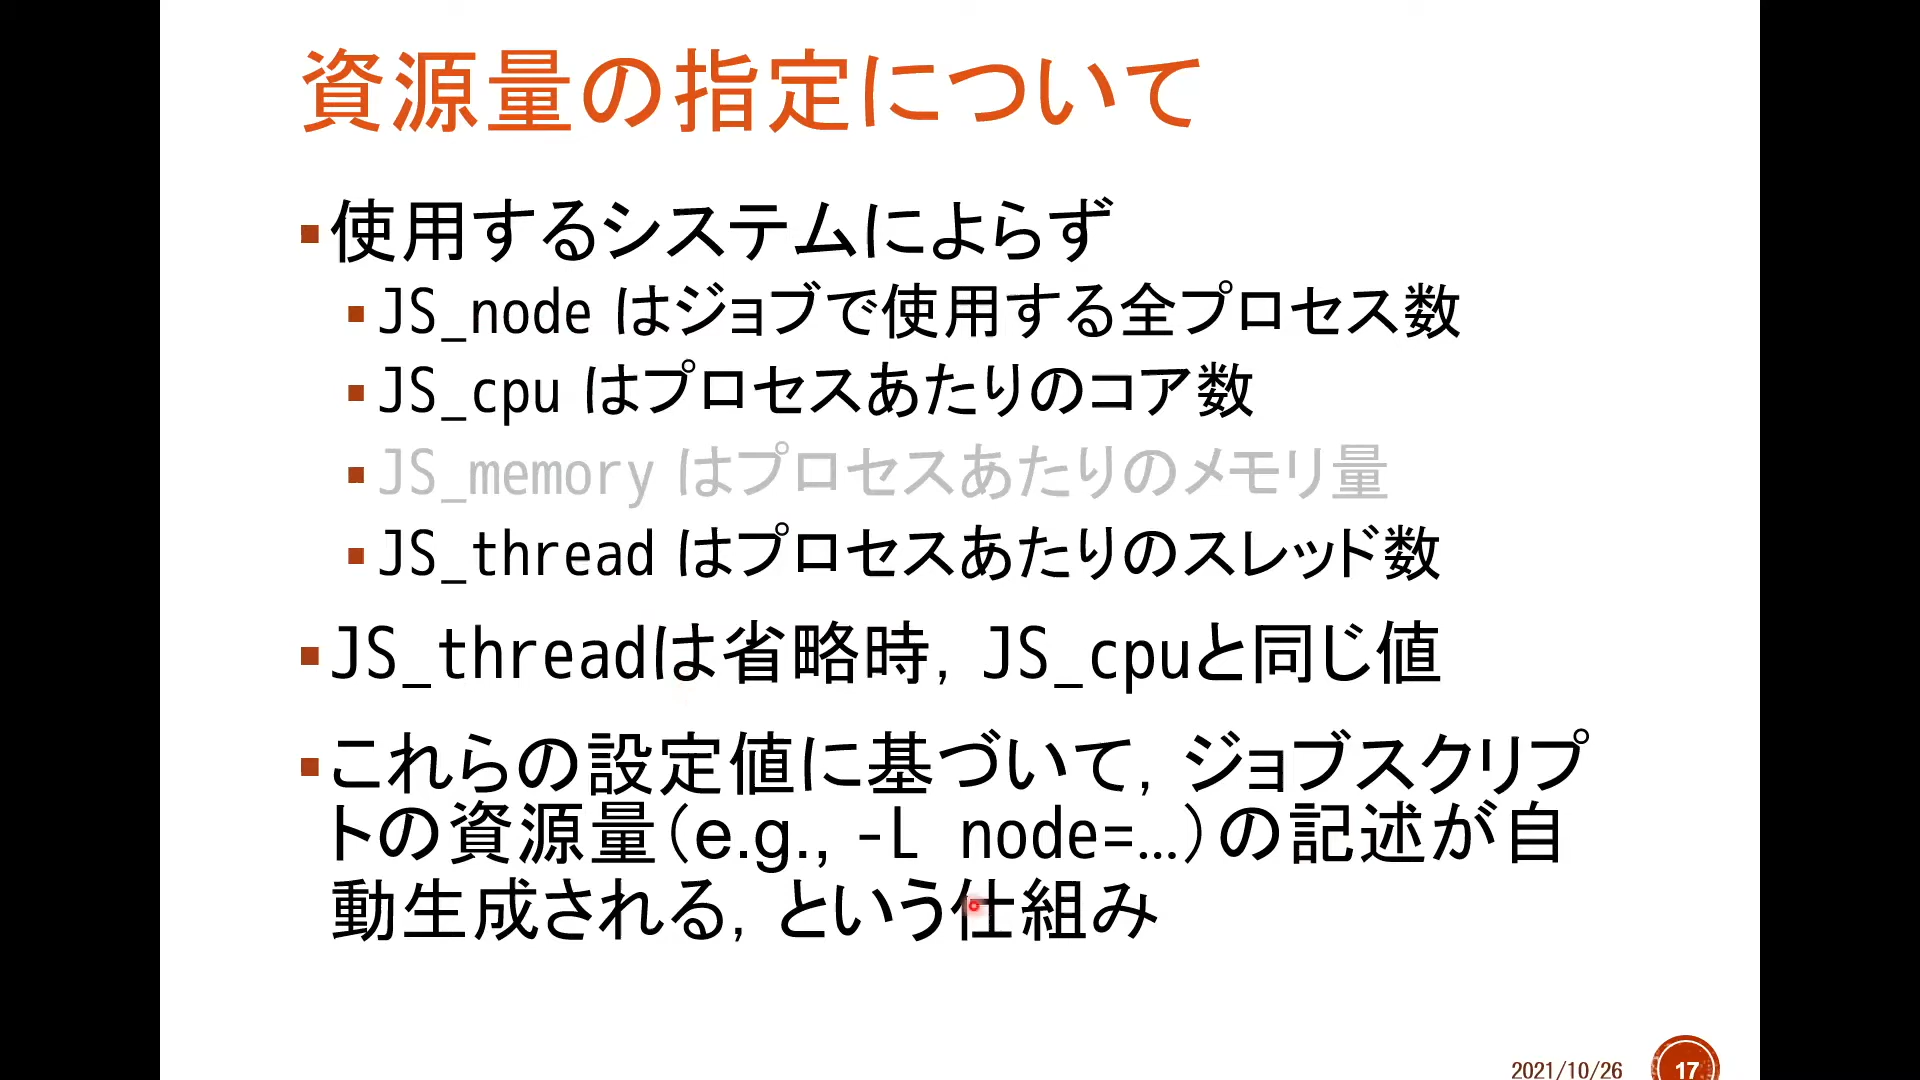 資源量の指定について
使用するシステムによらず
JS_node はジョブで使用する全プロセス数
JS_cpu はプロセスあたりのコア数
JS_memory はプロセスあたりのメモリ量
JS_thread はプロセスあたりのスレッド数
JS_threadは省略時，JS_cpuと同じ値
これらの設定値に基づいて，ジョブスクリプ
トの資源量（e.g., -L node=…）の記述が自
動生成される，という仕組み
2021/10/26
17